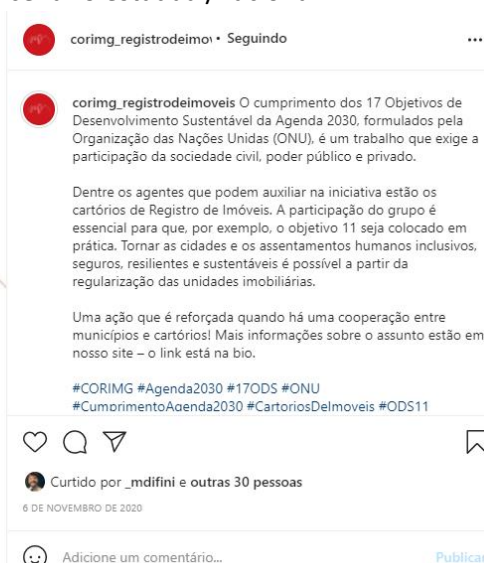 corimg_registrodeimov • Seguindo
corimg_registrodeimoveis O cumprimento dos 17 Objetivos de
Desenvolvimento Sustentável da Agenda 2030, formulados pela
Organização das Nações Unidas (ONU), é um trabalho que exige a
participação da sociedade civil, poder público e privado.
Dentre os agentes que podem auxiliar na iniciativa estão os
cartórios de Registro de Imóveis. A participação do grupo é
essencial para que, por exemplo, o objetivo 11 seja colocado em
prática. Tornar as cidades e os assentamentos humanos inclusivos,
seguros, resilientes e sustentáveis é possível a partir da
regularização das unidades imobiliárias.
Uma ação que é reforçada quando há uma cooperação entre
municípios e cartórios! Mais informações sobre o assunto estão em
nosso site – o link está na bio.
#CORIMG #Agenda2030 #17ODS #ONU
#CumprimentoAgenda2030 #CartoriosDeImoveis #ODS11
Curtido por _mdifini e outras 30 pessoas
6 DE NOVEMBRO DE 2020
Adicione um comentário...
Publicar